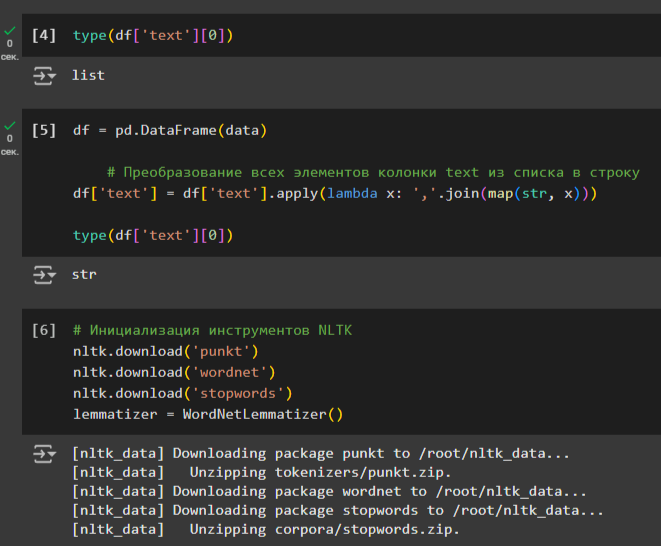 [4] type(df['text'][0])
0
сек.
list
[5] df = pd.DataFrame(data)
0
сек.
# Преобразование всех элементов колонки text из списка в строку
df['text'] = df['text'].apply(lambda x: ','.join(map(str, x)))
type(df['text'][0])
str
[6] # Инициализация инструментов NLTK
nltk.download('punkt')
nltk.download('wordnet')
nltk.download('stopwords')
lemmatizer = WordNetLemmatizer()
[nltk_data] Downloading package punkt to /root/nltk_data...
[nltk_data]   Unzipping tokenizers/punkt.zip.
[nltk_data] Downloading package wordnet to /root/nltk_data...
[nltk_data] Downloading package stopwords to /root/nltk_data...
[nltk_data]   Unzipping corpora/stopwords.zip.